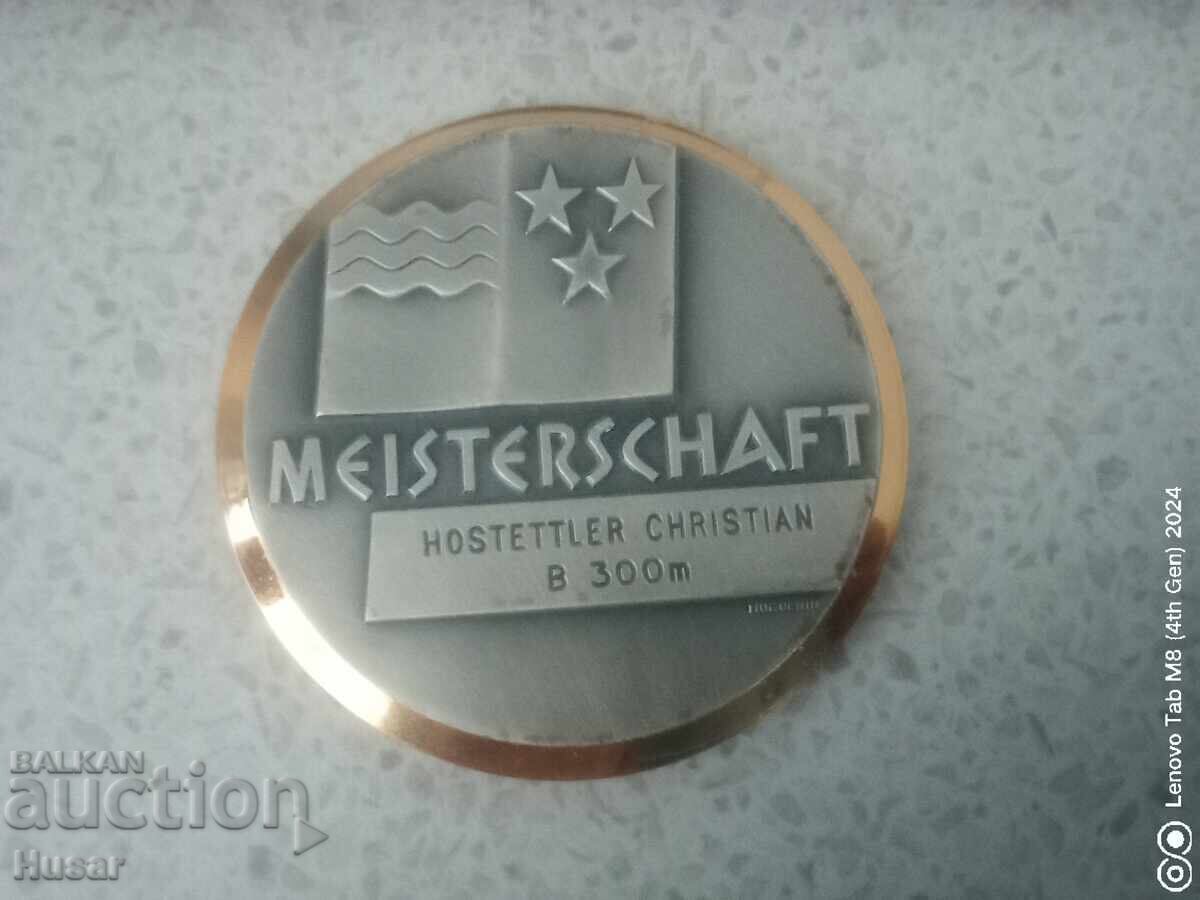 MEISTERSCHAFT
HOSTETTLER CHRISTIAN
B 300m
BALKAN
auction
Husar
Lenovo Tab M8 (4th Gen) 2024